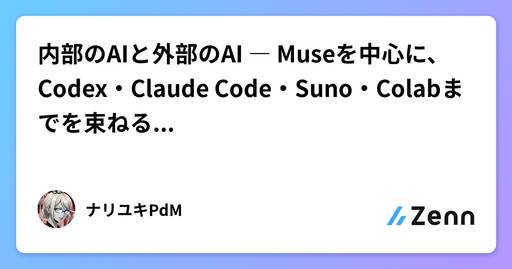 内部のAIと外部のAI ― Museを中心に、
Codex・Claude Code・Suno・Colabま
でを束ねる...
ナリユキPdM
Zenn